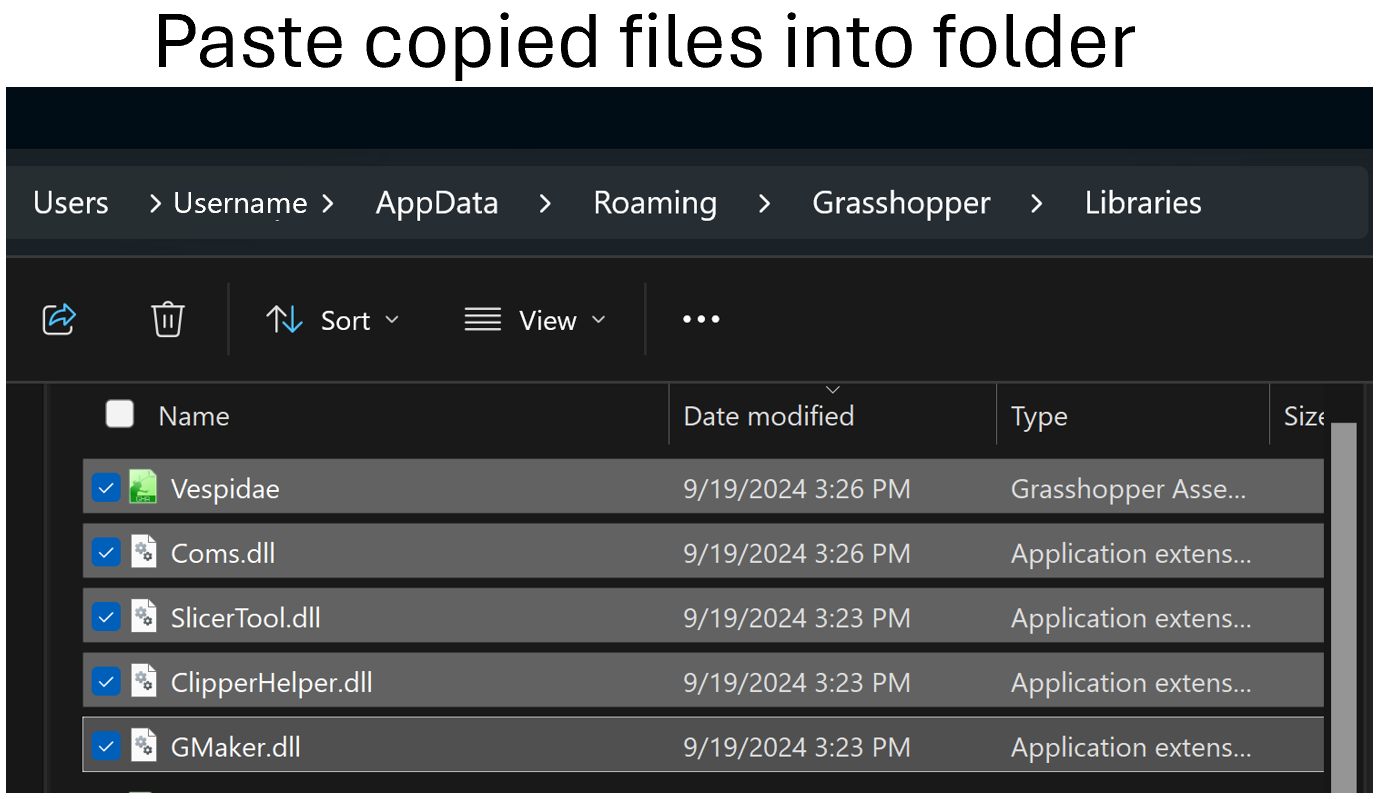 Paste copied files into folder
Users > Username > AppData > Roaming > Grasshopper > Libraries
Sort View •••
Name Date modified Type Size
Vespidae 9/19/2024 3:26 PM Grasshopper Asse...
Coms.dll 9/19/2024 3:26 PM Application extens...
SlicerTool.dll 9/19/2024 3:23 PM Application extens...
ClipperHelper.dll 9/19/2024 3:23 PM Application extens...
GMaker.dll 9/19/2024 3:23 PM Application extens...